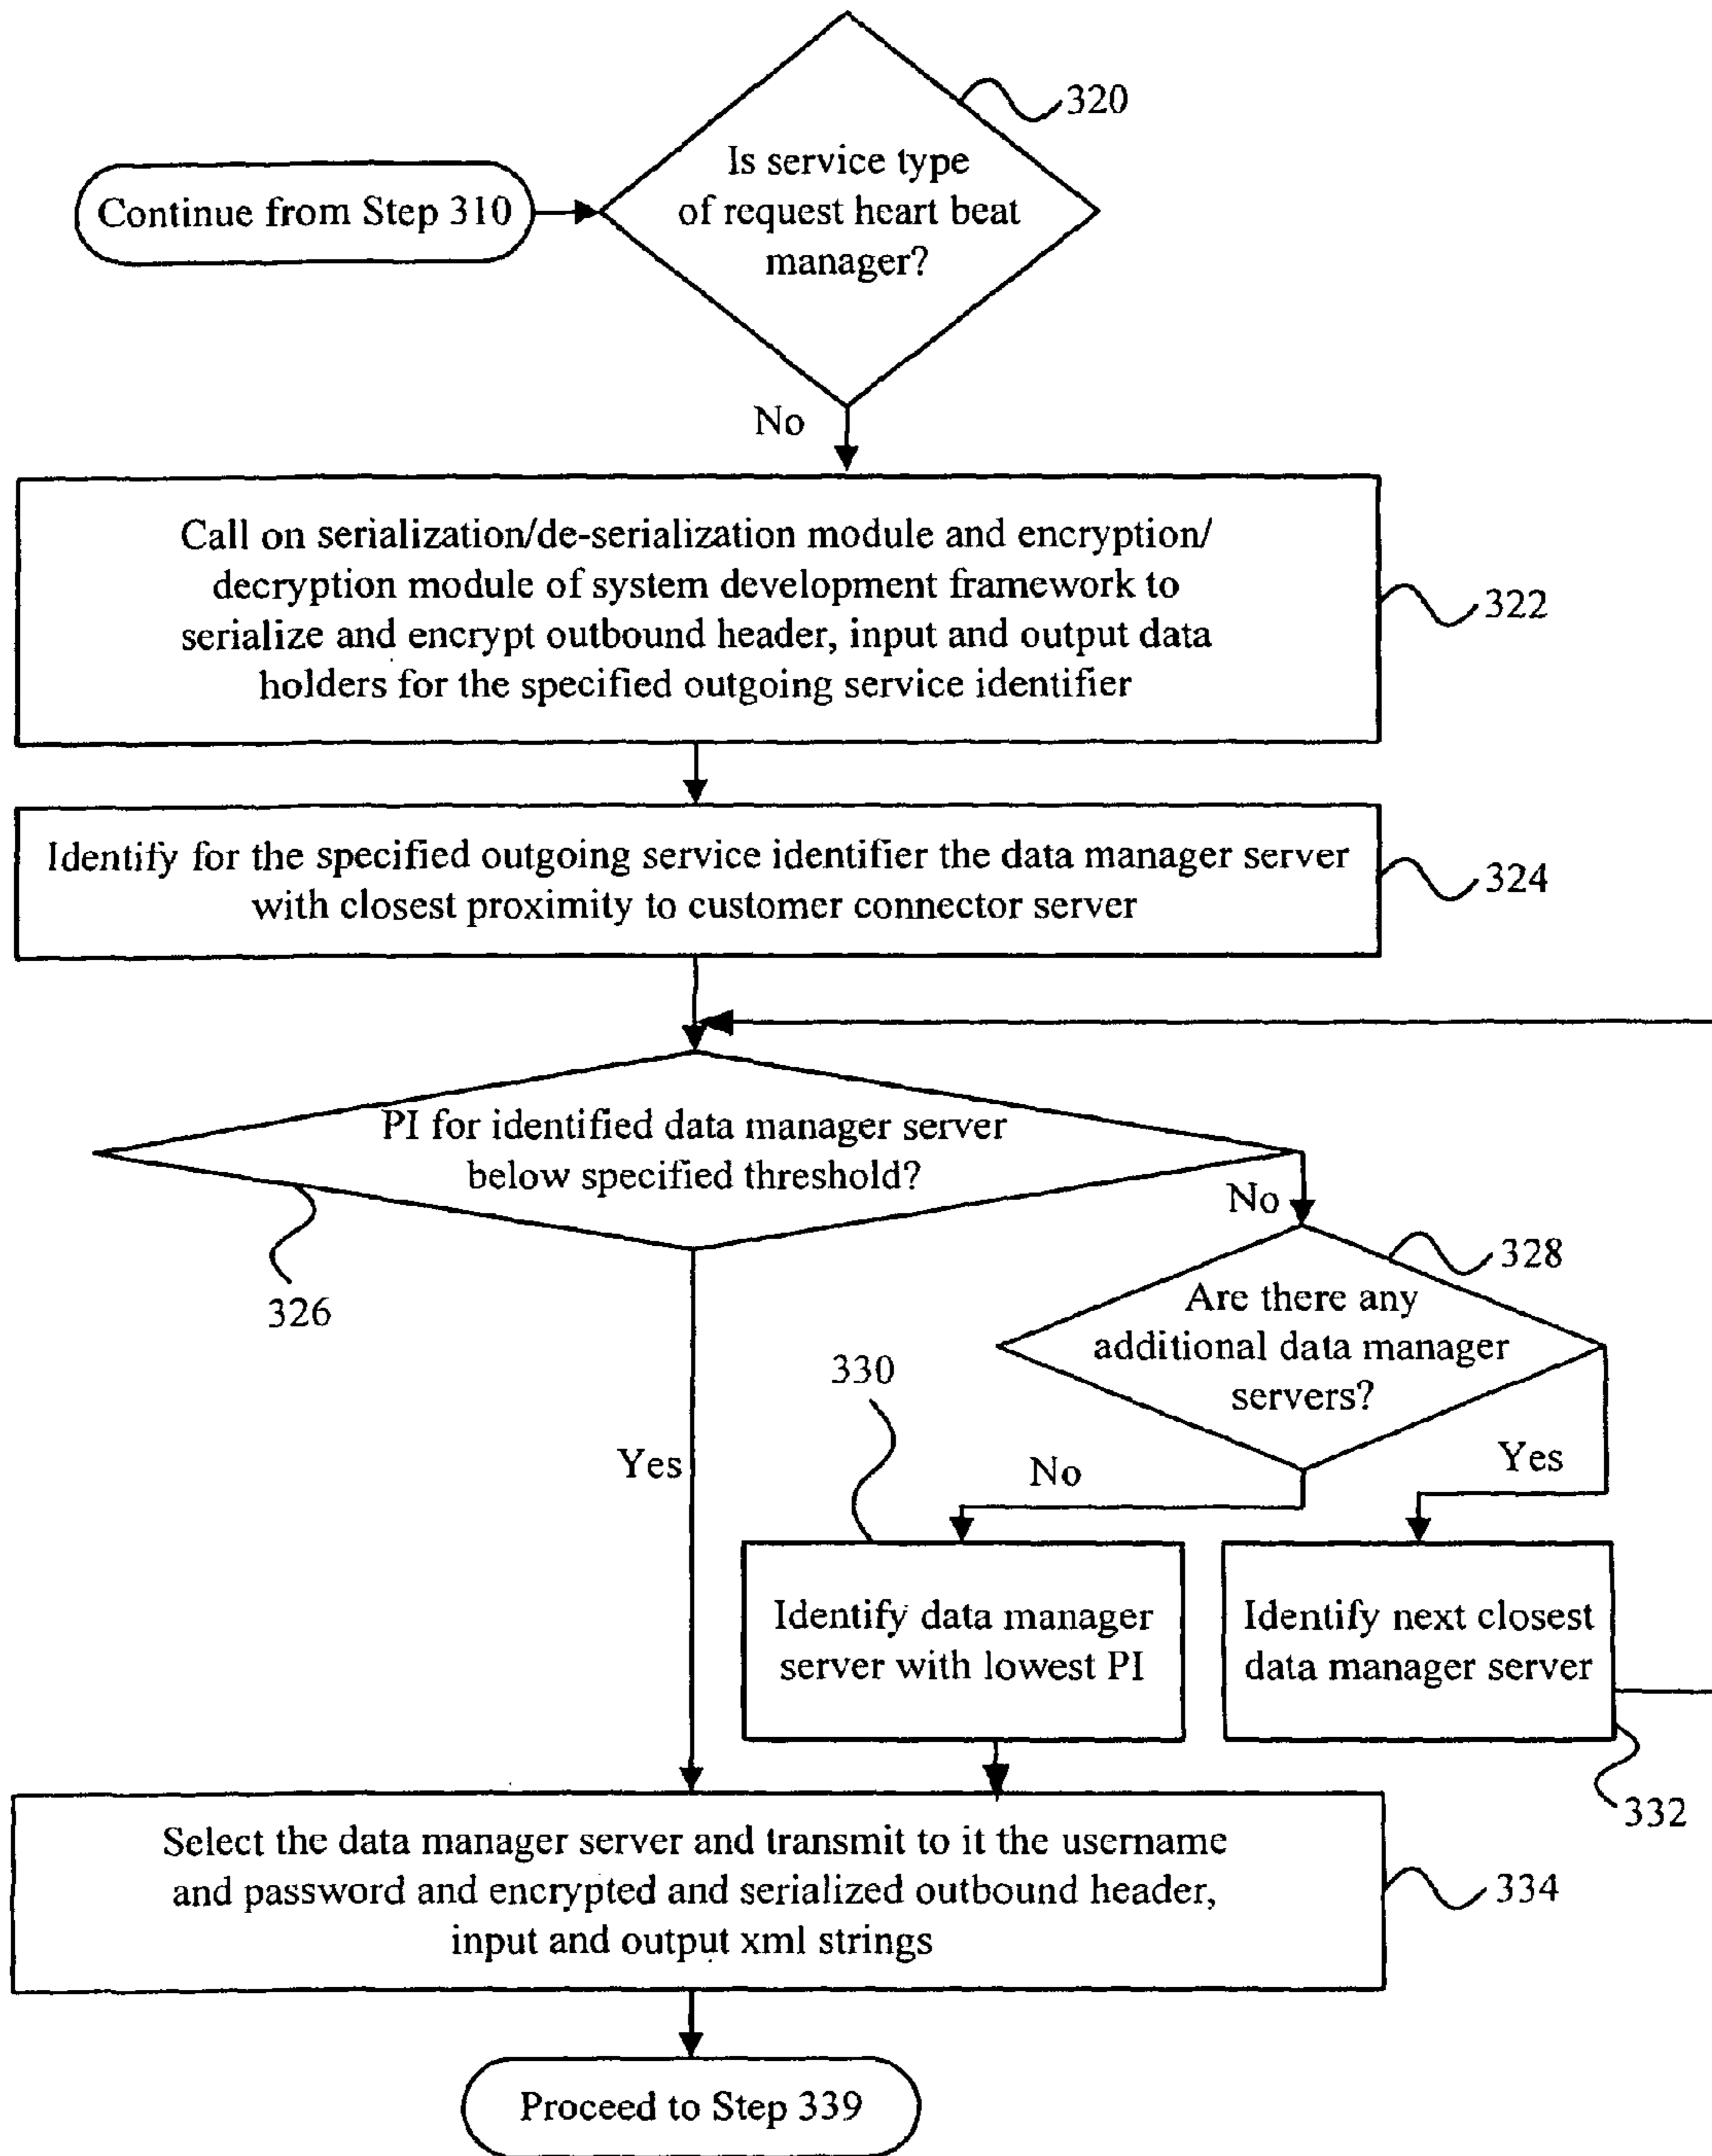 320
Is service type
of request heart beat
manager?
Continue from Step 310
No
Call on serialization/de-serialization module and encryption/
decryption module of system development framework to
serialize and encrypt outbound header, input and output data
holders for the specified outgoing service identifier
322
Identify for the specified outgoing service identifier the data manager server
with closest proximity to customer connector server
324
PI for identified data manager server
below specified threshold?
326
No
328
Are there any
additional data manager
servers?
330
Yes
No
Yes
Identify data manager
server with lowest PI
Identify next closest
data manager server
332
Select the data manager server and transmit to it the username
and password and encrypted and serialized outbound header,
input and output xml strings
334
Proceed to Step 339